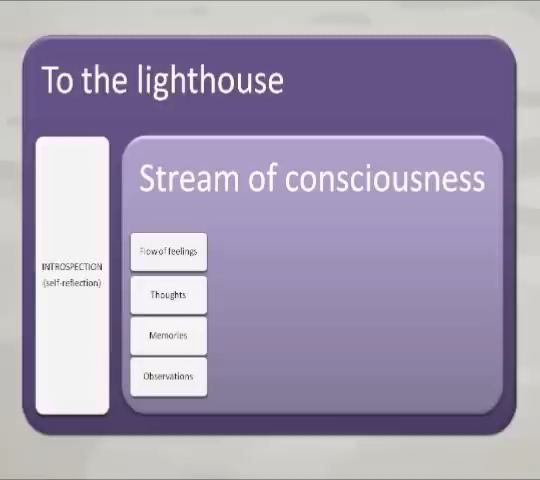 To the lighthouse
Stream of consciousness
INTROSPECTION
(self-reflection)
Flow of feelings
Thoughts
Memories
Observations